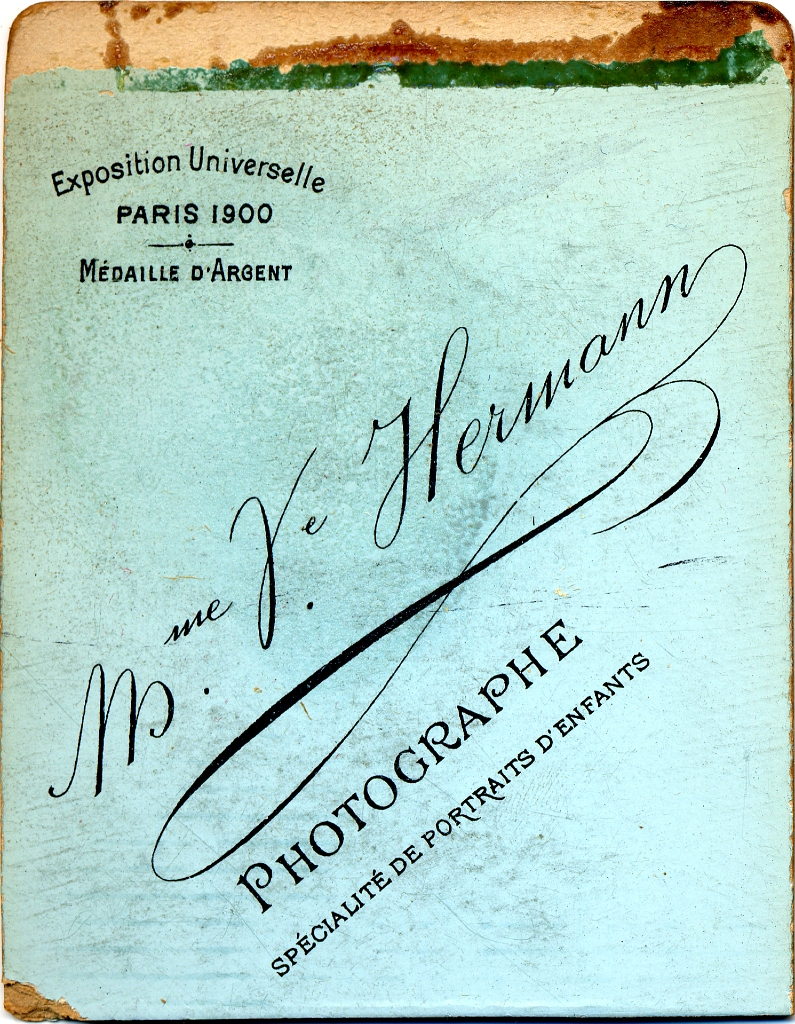 Exposition Universelle
PARIS 1900
MÉDAILLE D'ARGENT
Mme. Ve. Hermann
PHOTOGRAPHE
SPÉCIALITÉ DE PORTRAITS D'ENFANTS